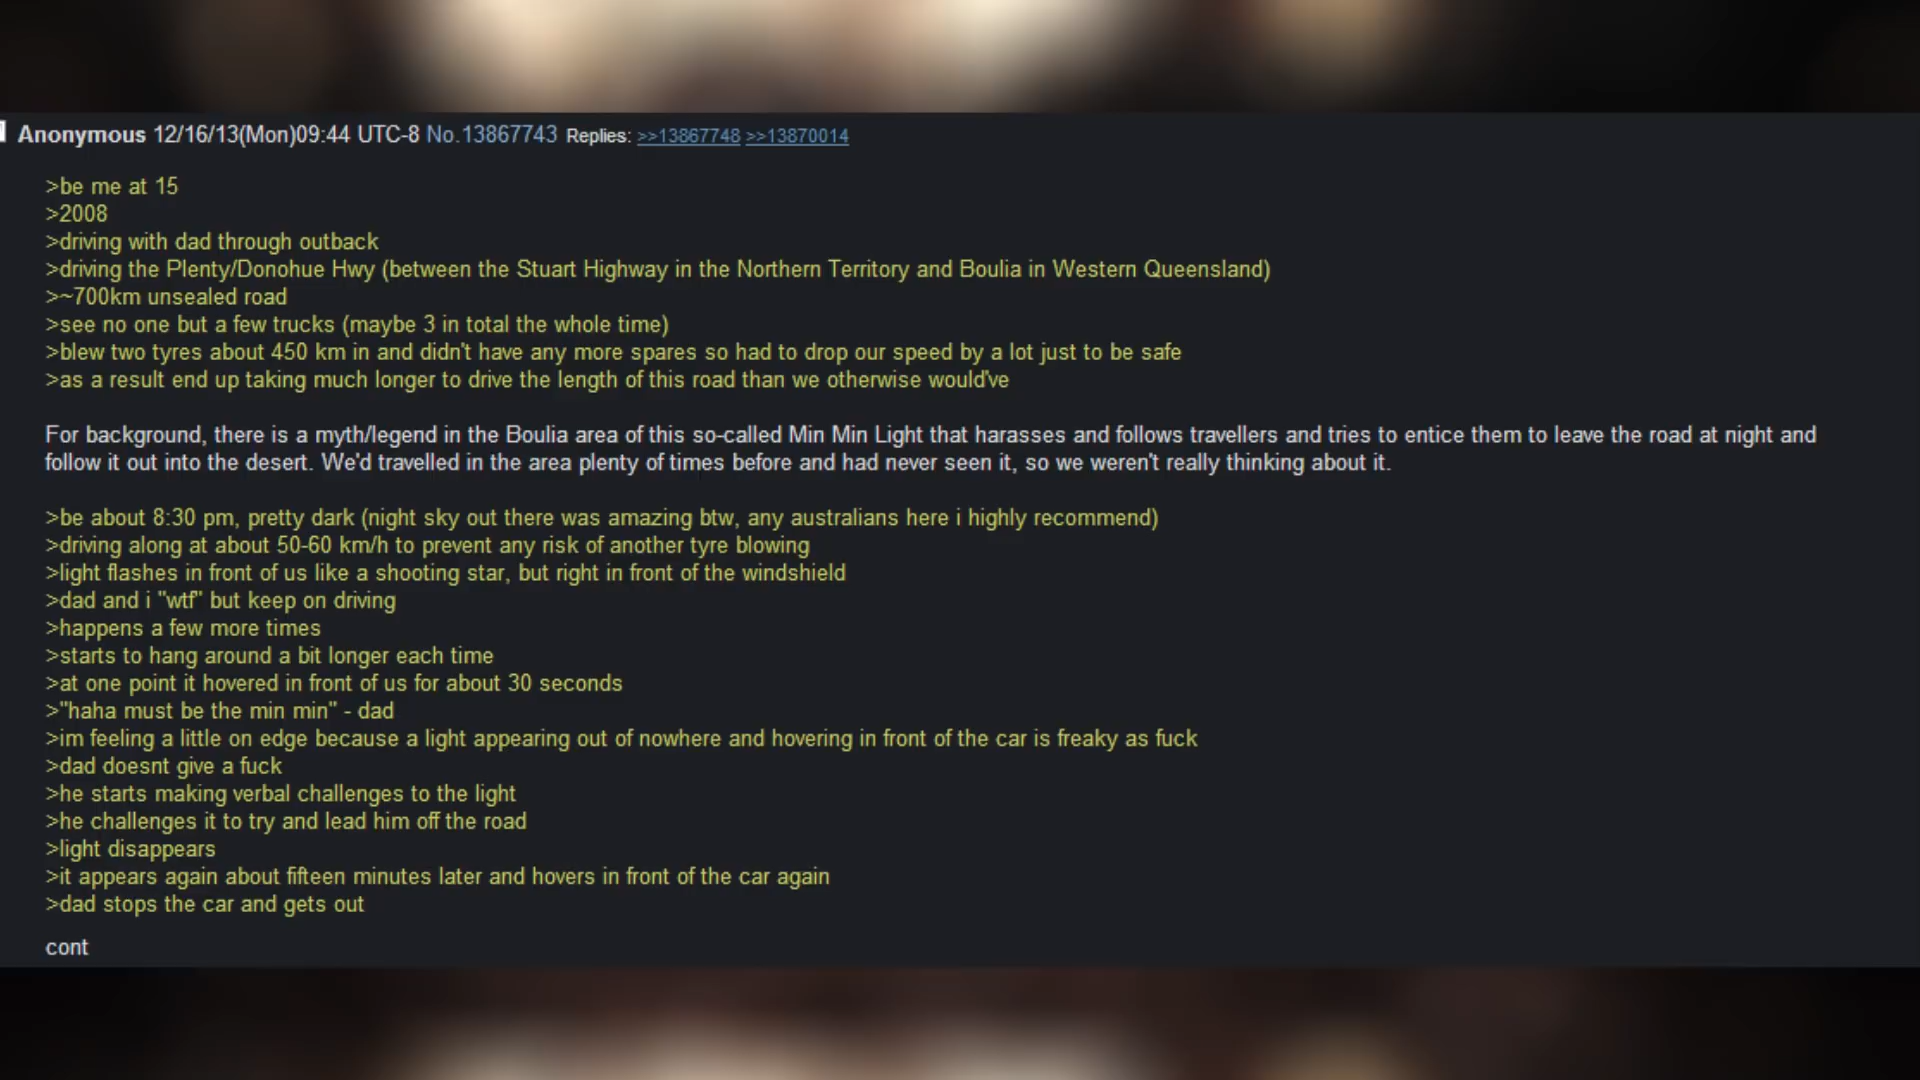 Anonymous 12/16/13(Mon)09:44 UTC-8 No.13867743 Replies: >>13867748 >>13870014
>be me at 15
>2008
>driving with dad through outback
>driving the Plenty/Donohue Hwy (between the Stuart Highway in the Northern Territory and Boulia in Western Queensland)
>~700km unsealed road
>see no one but a few trucks (maybe 3 in total the whole time)
>blew two tyres about 450 km in and didn't have any more spares so had to drop our speed by a lot just to be safe
>as a result end up taking much longer to drive the length of this road than we otherwise would've
For background, there is a myth/legend in the Boulia area of this so-called Min Min Light that harasses and follows travellers and tries to entice them to leave the road at night and
follow it out into the desert. We'd travelled in the area plenty of times before and had never seen it, so we weren't really thinking about it.
>be about 8:30 pm, pretty dark (night sky out there was amazing btw, any australians here i highly recommend)
>driving along at about 50-60 km/h to prevent any risk of another tyre blowing
>light flashes in front of us like a shooting star, but right in front of the windshield
>dad and i "wtf" but keep on driving
>happens a few more times
>starts to hang around a bit longer each time
>at one point it hovered in front of us for about 30 seconds
>"haha must be the min min" - dad
>im feeling a little on edge because a light appearing out of nowhere and hovering in front of the car is freaky as fuck
>dad doesnt give a fuck
>he starts making verbal challenges to the light
>he challenges it to try and lead him off the road
>light disappears
>it appears again about fifteen minutes later and hovers in front of the car again
>dad stops the car and gets out
cont